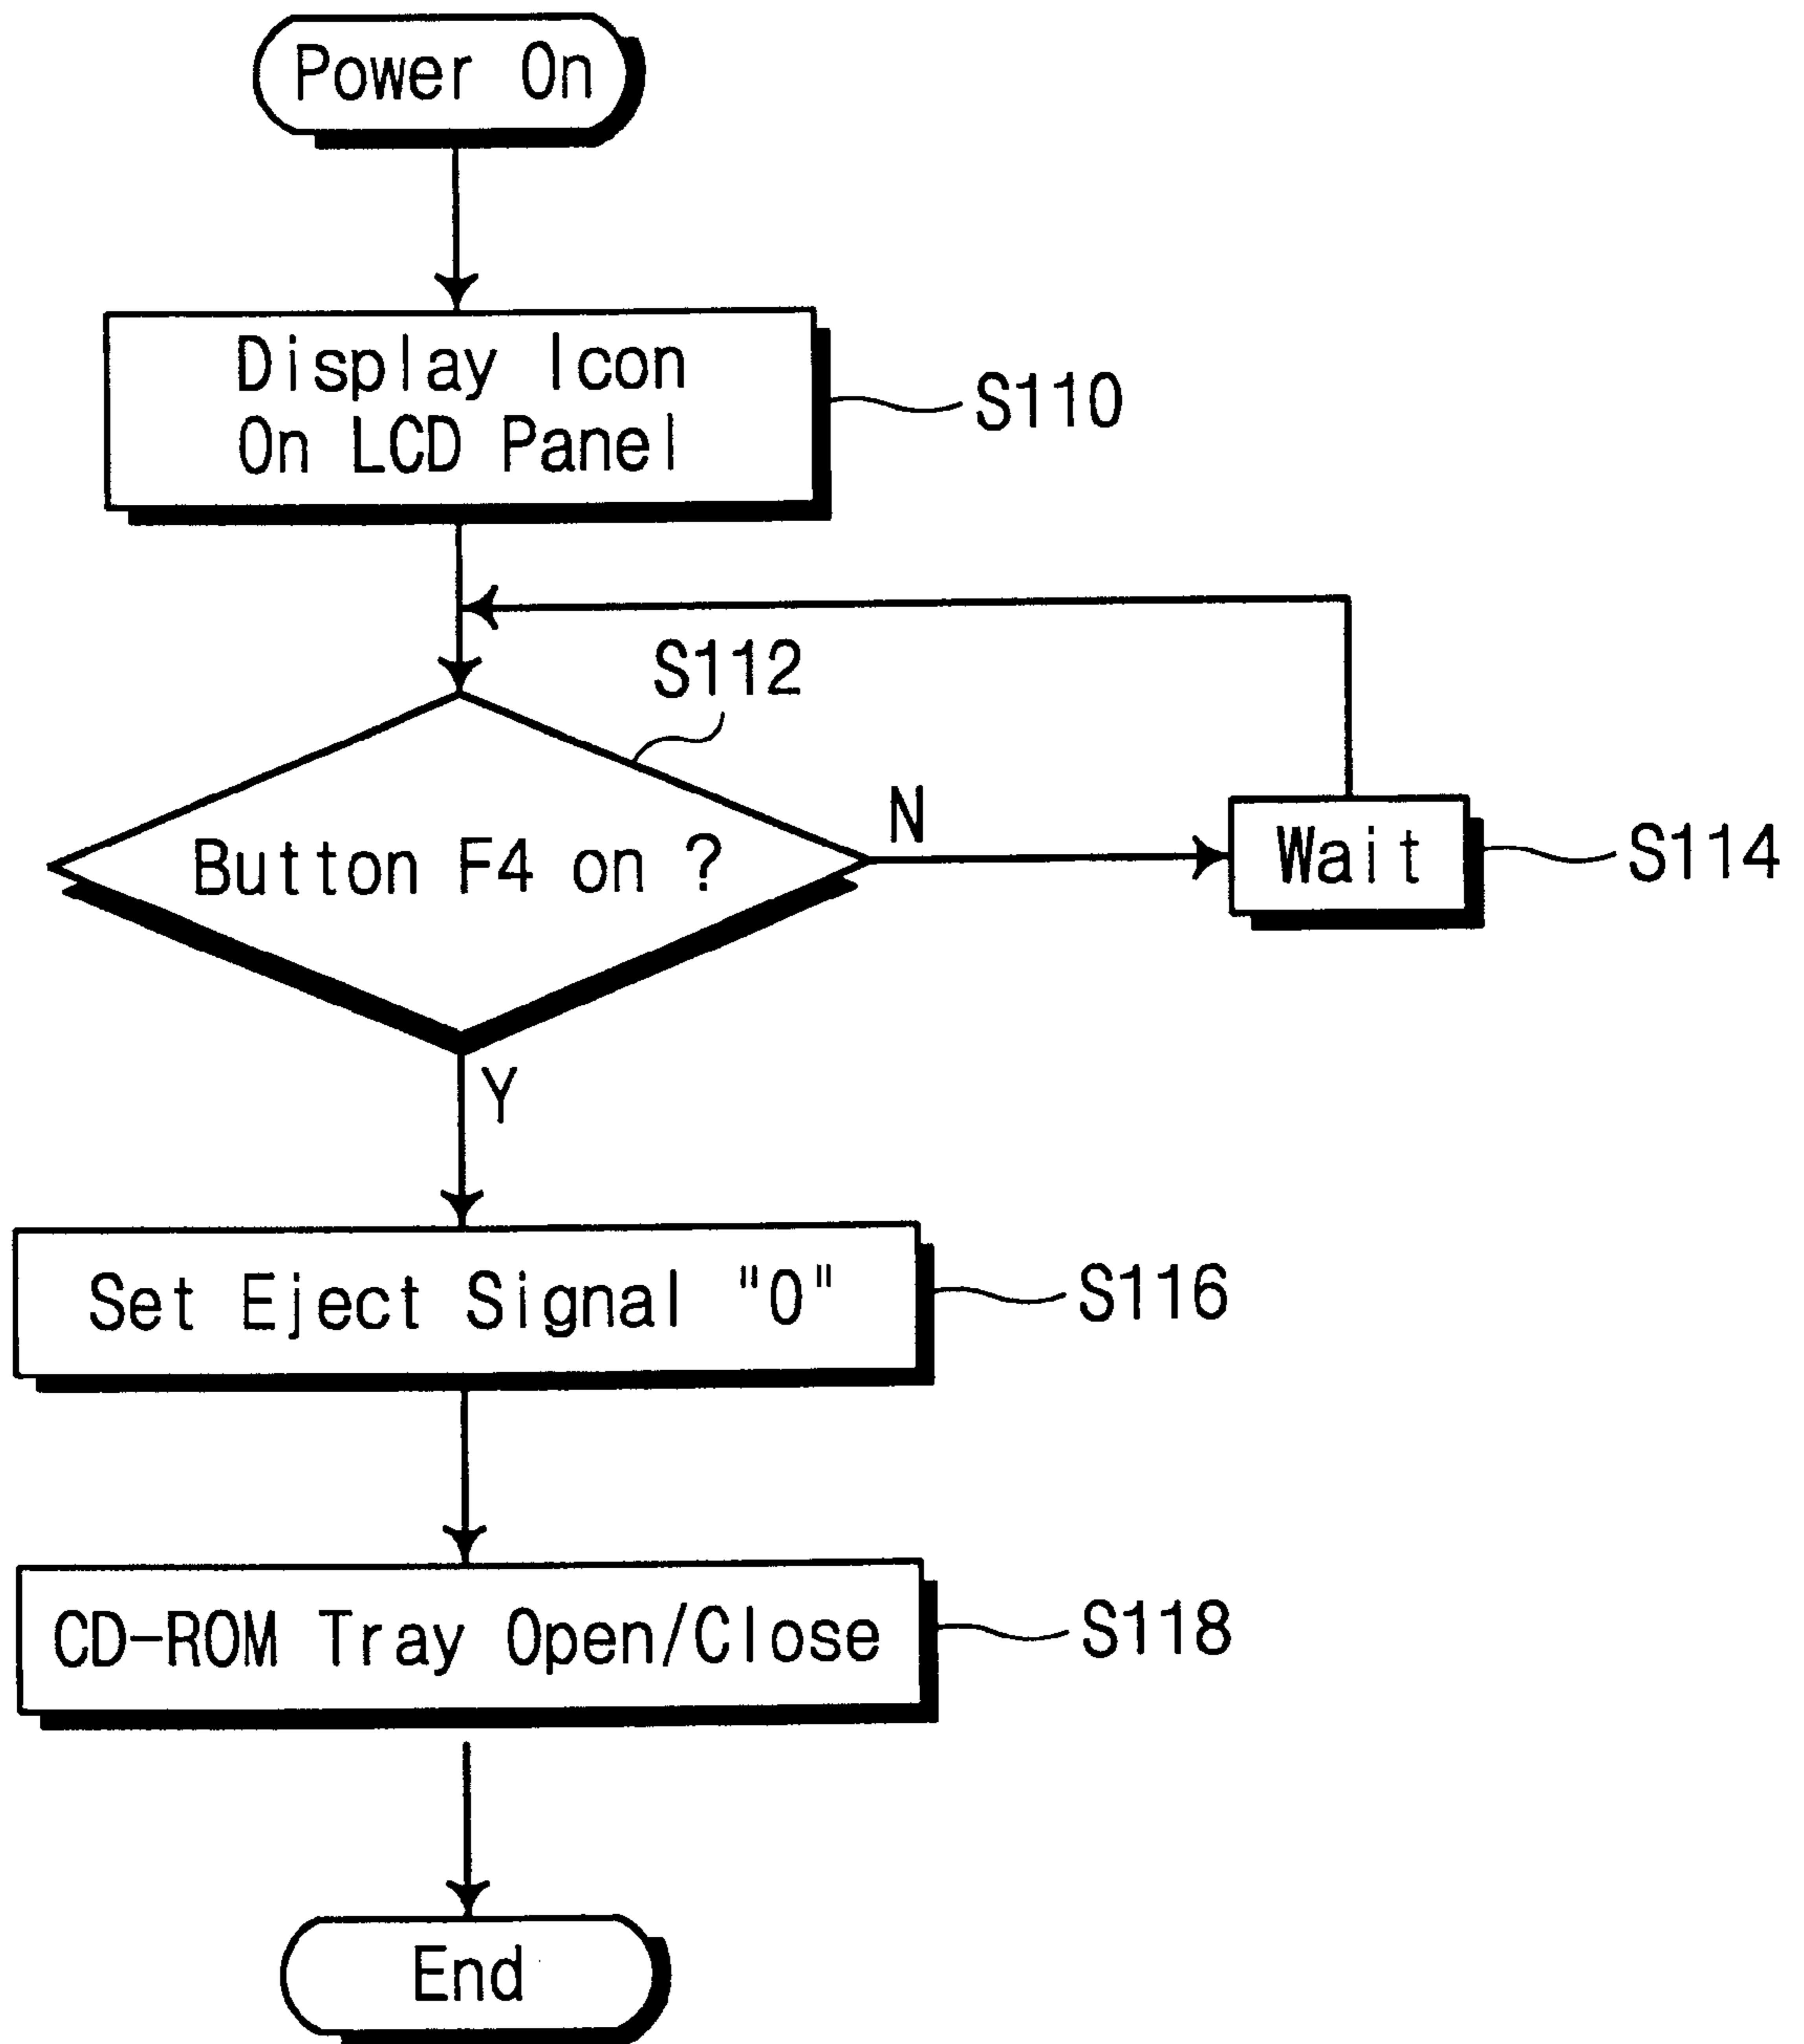 Power On
Display Icon
On LCD Panel
S110
S112
Button F4 on ?
N
Wait
S114
Y
Set Eject Signal "0"
S116
CD-ROM Tray Open/Close
S118
End